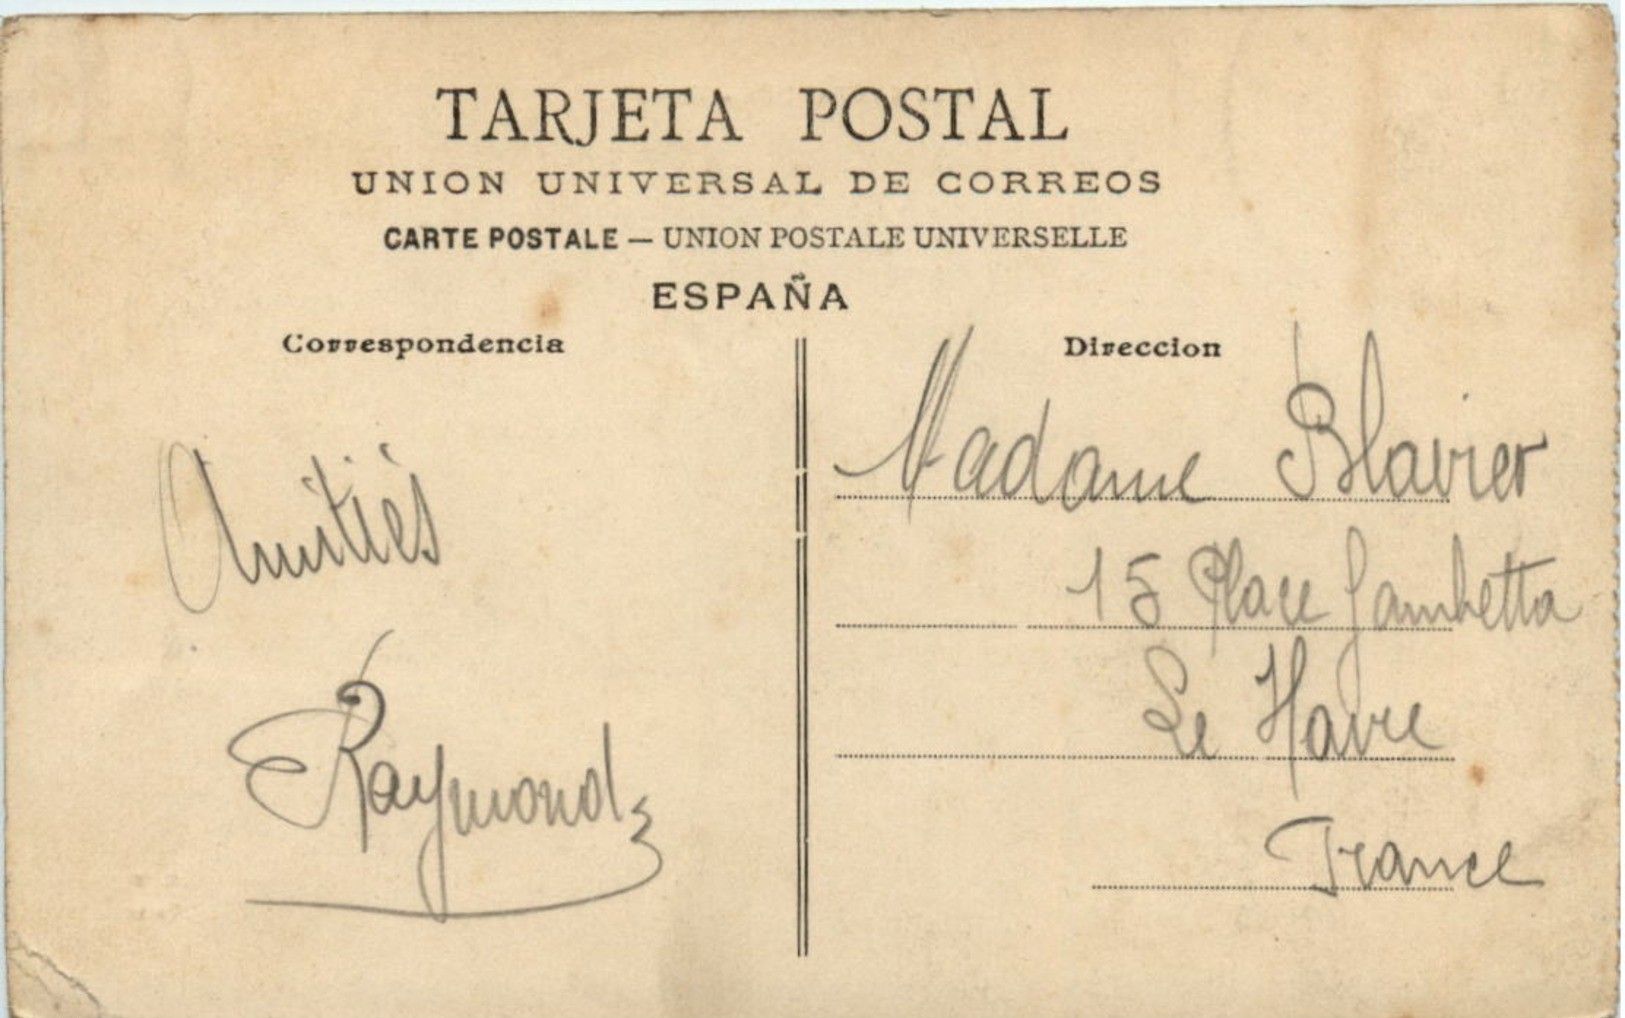 TARJETA POSTAL
UNION UNIVERSAL DE CORREOS
CARTE POSTALE — UNION POSTALE UNIVERSELLE
ESPAÑA
Correspondencia
Amitiés
Raymond
Direccion
Madame Blavier
15 Place Gambetta
Le Havre
France